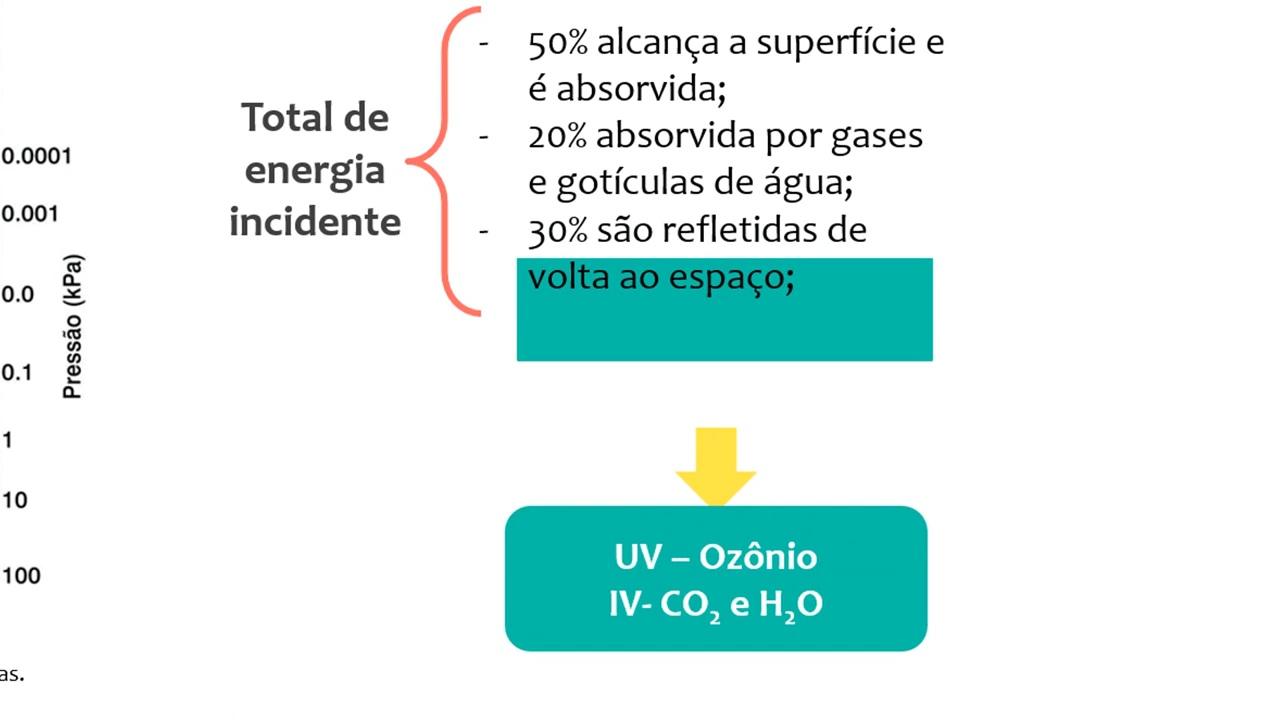 - 50% alcança a superfície e
é absorvida;
- 20% absorvida por gases
e gotículas de água;
- 30% são refletidas de
volta ao espaço;
Total de
energia
incidente
0.0001
0.001
0.0
0.1
1
10
100
Pressão (kPa)
UV – Ozônio
IV- CO₂ e H₂O
as.